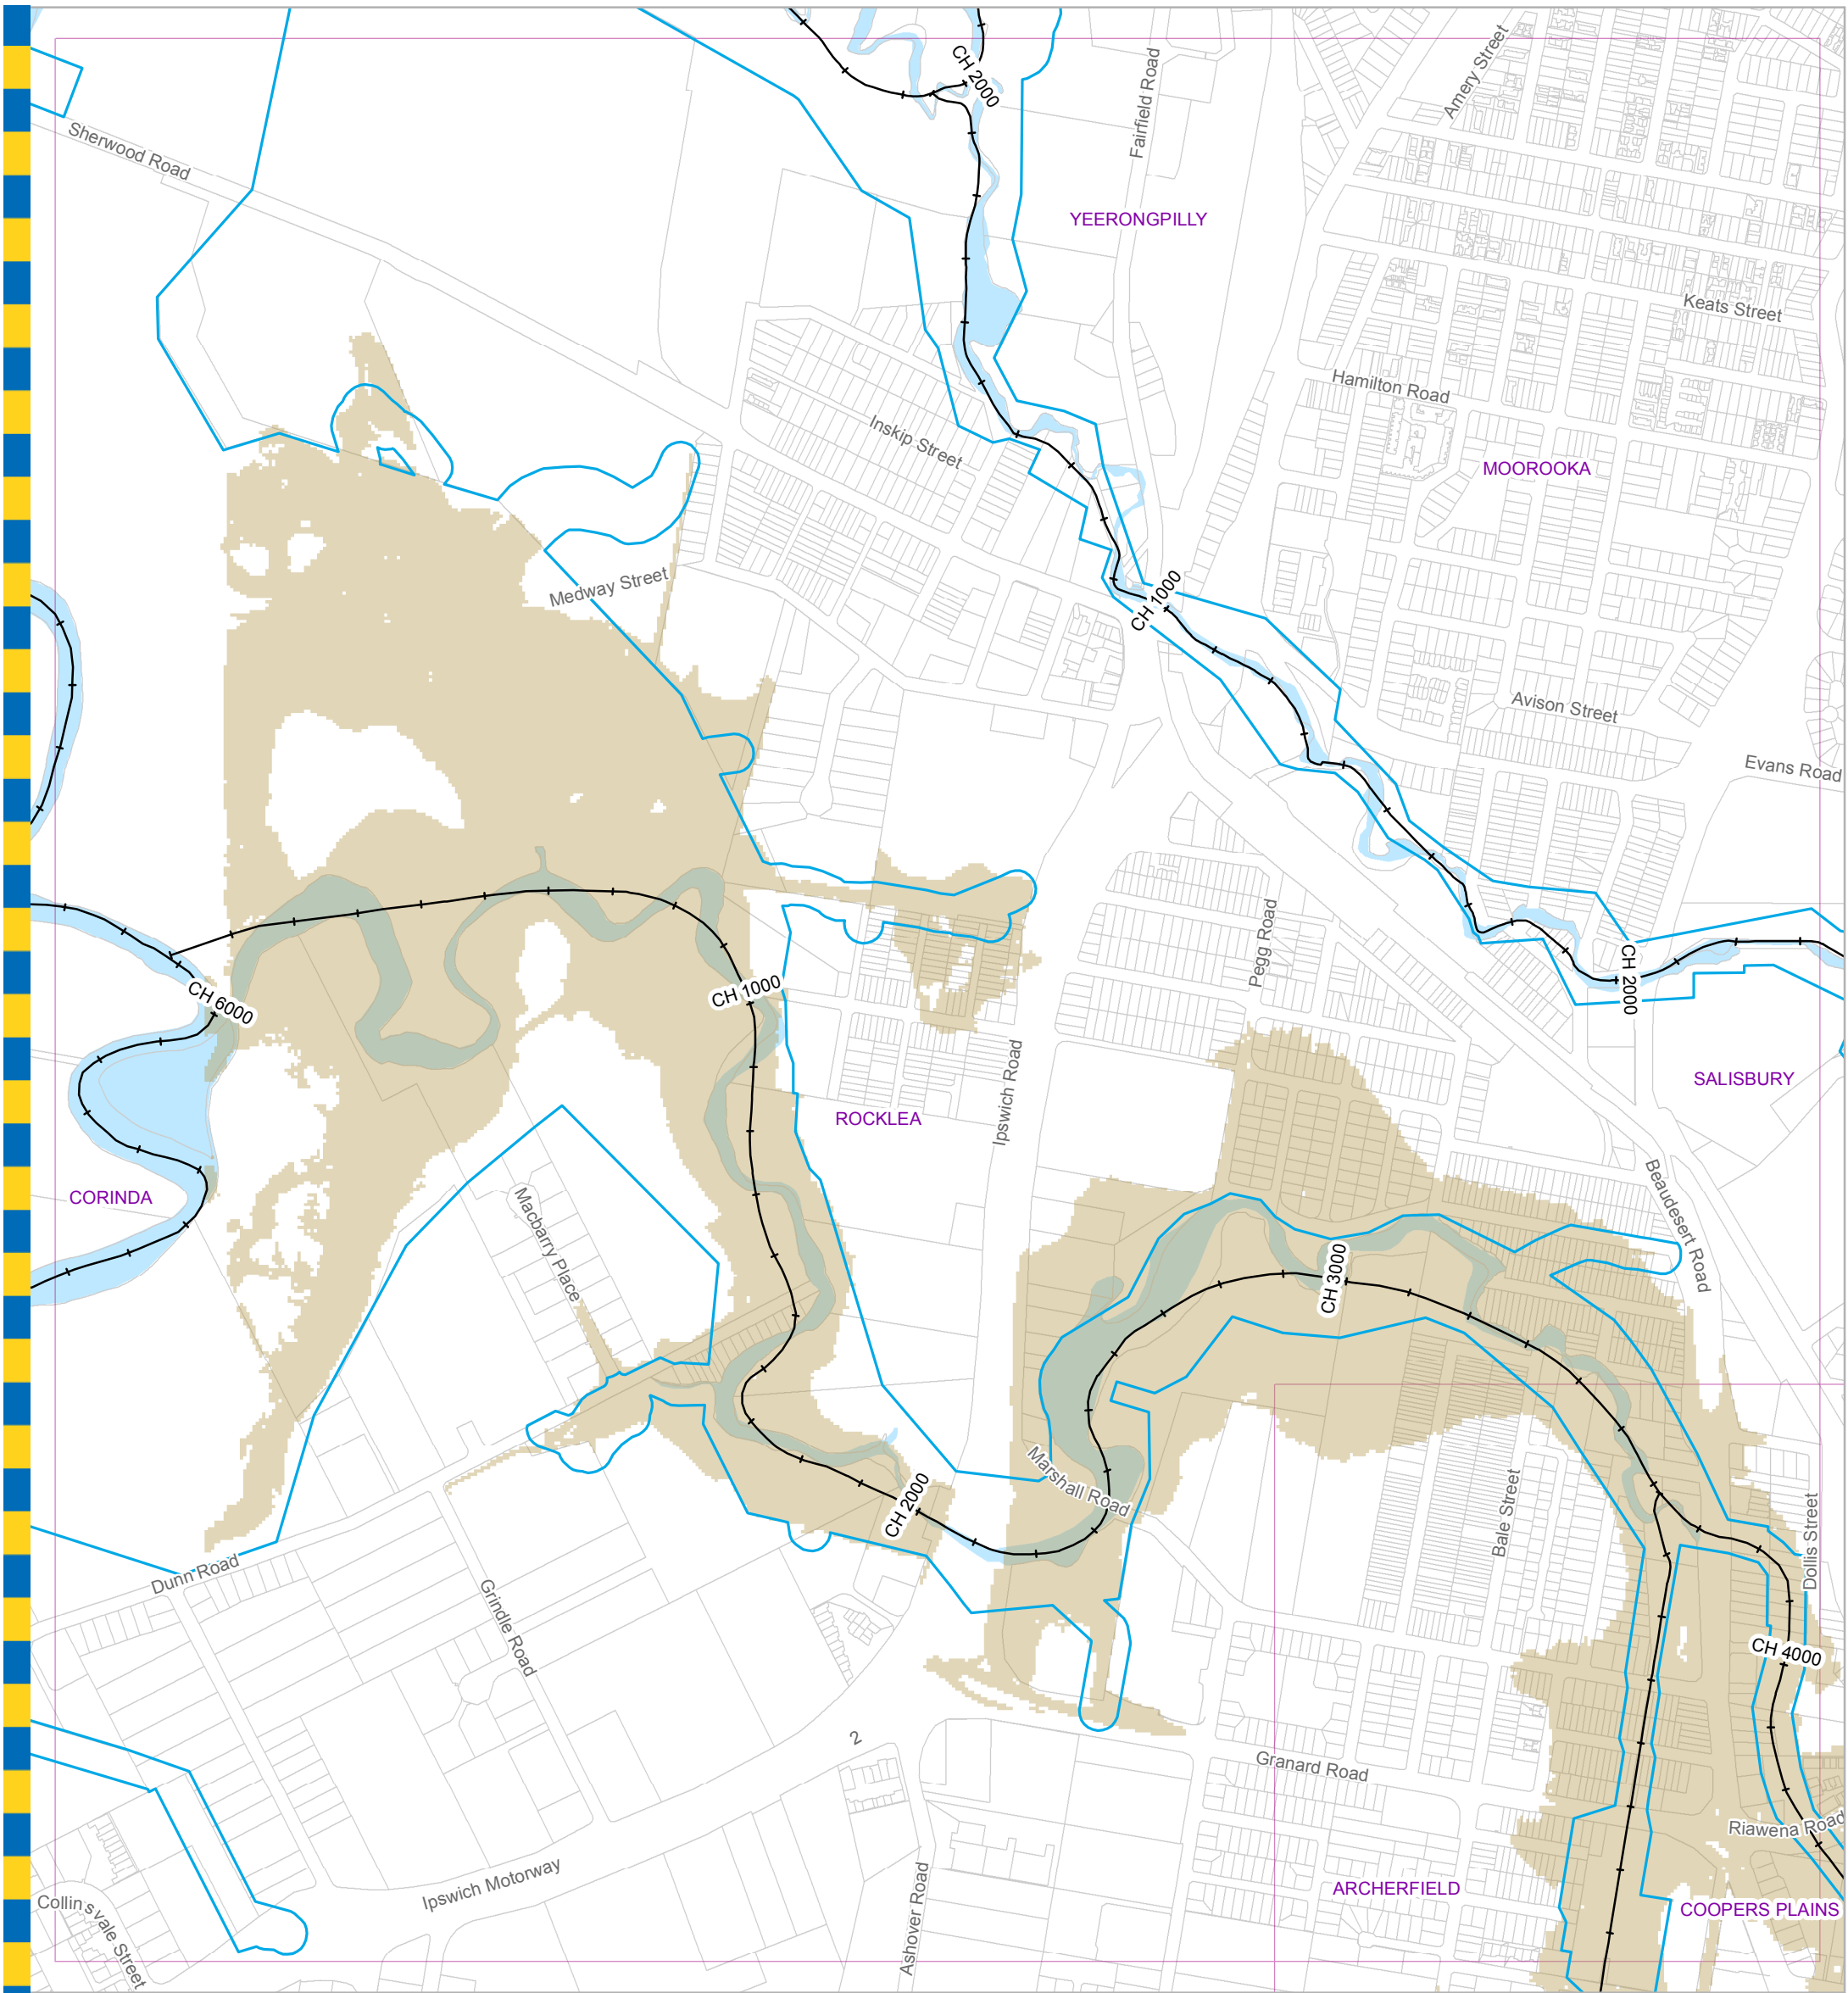 CH 2000
Amery Street
Fairfield Road
Sherwood Road
YEERONGPILLY
Keats Street
Hamilton Road
Inskip Street
MOOROOKA
Medway Street
CH 1000
Avison Street
Evans Road
Pegg Road
CH 2000
CH 6000
CH 1000
Ipswich Road
SALISBURY
ROCKLEA
CORINDA
Macbarry Place
Beaudesert Road
CH 3000
Marshall Road
CH 2000
Bale Street
Dollis Street
Dunn Road
Grindle Road
CH 4000
2
Granard Road
Riawena Road
Ipswich Motorway
ARCHERFIELD
Ashover Road
COOPERS PLAINS
Collinsvale Street